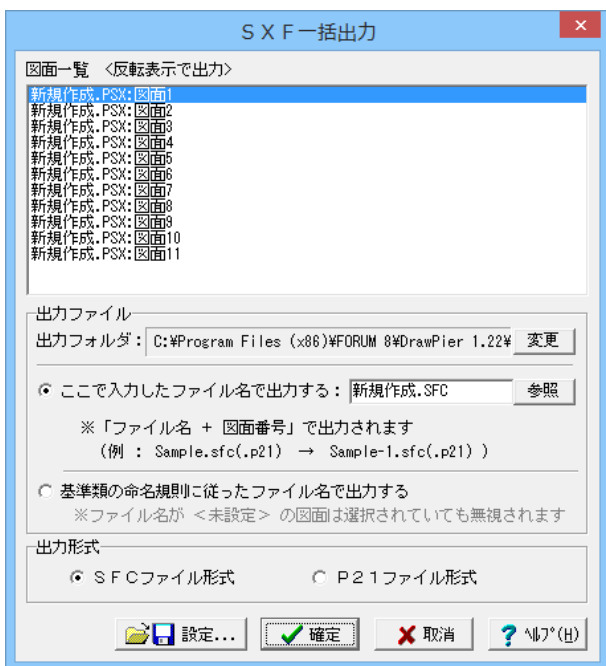 ＳＸＦ一括出力
図面一覧 <反転表示で出力>
新規作成.PSX:図面1
新規作成.PSX:図面2
新規作成.PSX:図面3
新規作成.PSX:図面4
新規作成.PSX:図面5
新規作成.PSX:図面6
新規作成.PSX:図面7
新規作成.PSX:図面8
新規作成.PSX:図面9
新規作成.PSX:図面10
新規作成.PSX:図面11
出力ファイル
出力フォルダ： C:¥Program Files (x86)¥FORUM 8¥DrawPier 1.22¥ 変更
ここで入力したファイル名で出力する： 新規作成.SFC 参照
※「ファイル名 + 図面番号」で出力されます
(例 : Sample.sfc(.p21) → Sample-1.sfc(.p21) )
基準類の命名規則に従ったファイル名で出力する
※ファイル名が <未設定> の図面は選択されていても無視されます
出力形式
ＳＦＣファイル形式 Ｐ２１ファイル形式
設定... 確定 取消 ﾍﾙﾌﾟ(H)